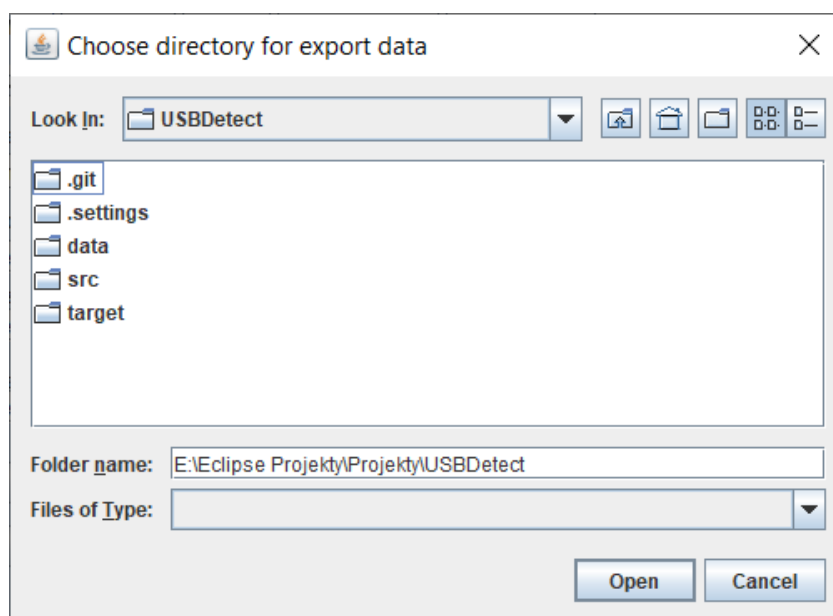 Choose directory for export data
Look In: USBDetect
.git
.settings
data
src
target
Folder name: E:\Eclipse Projekty\Projekty\USBDetect
Files of Type:
Open Cancel